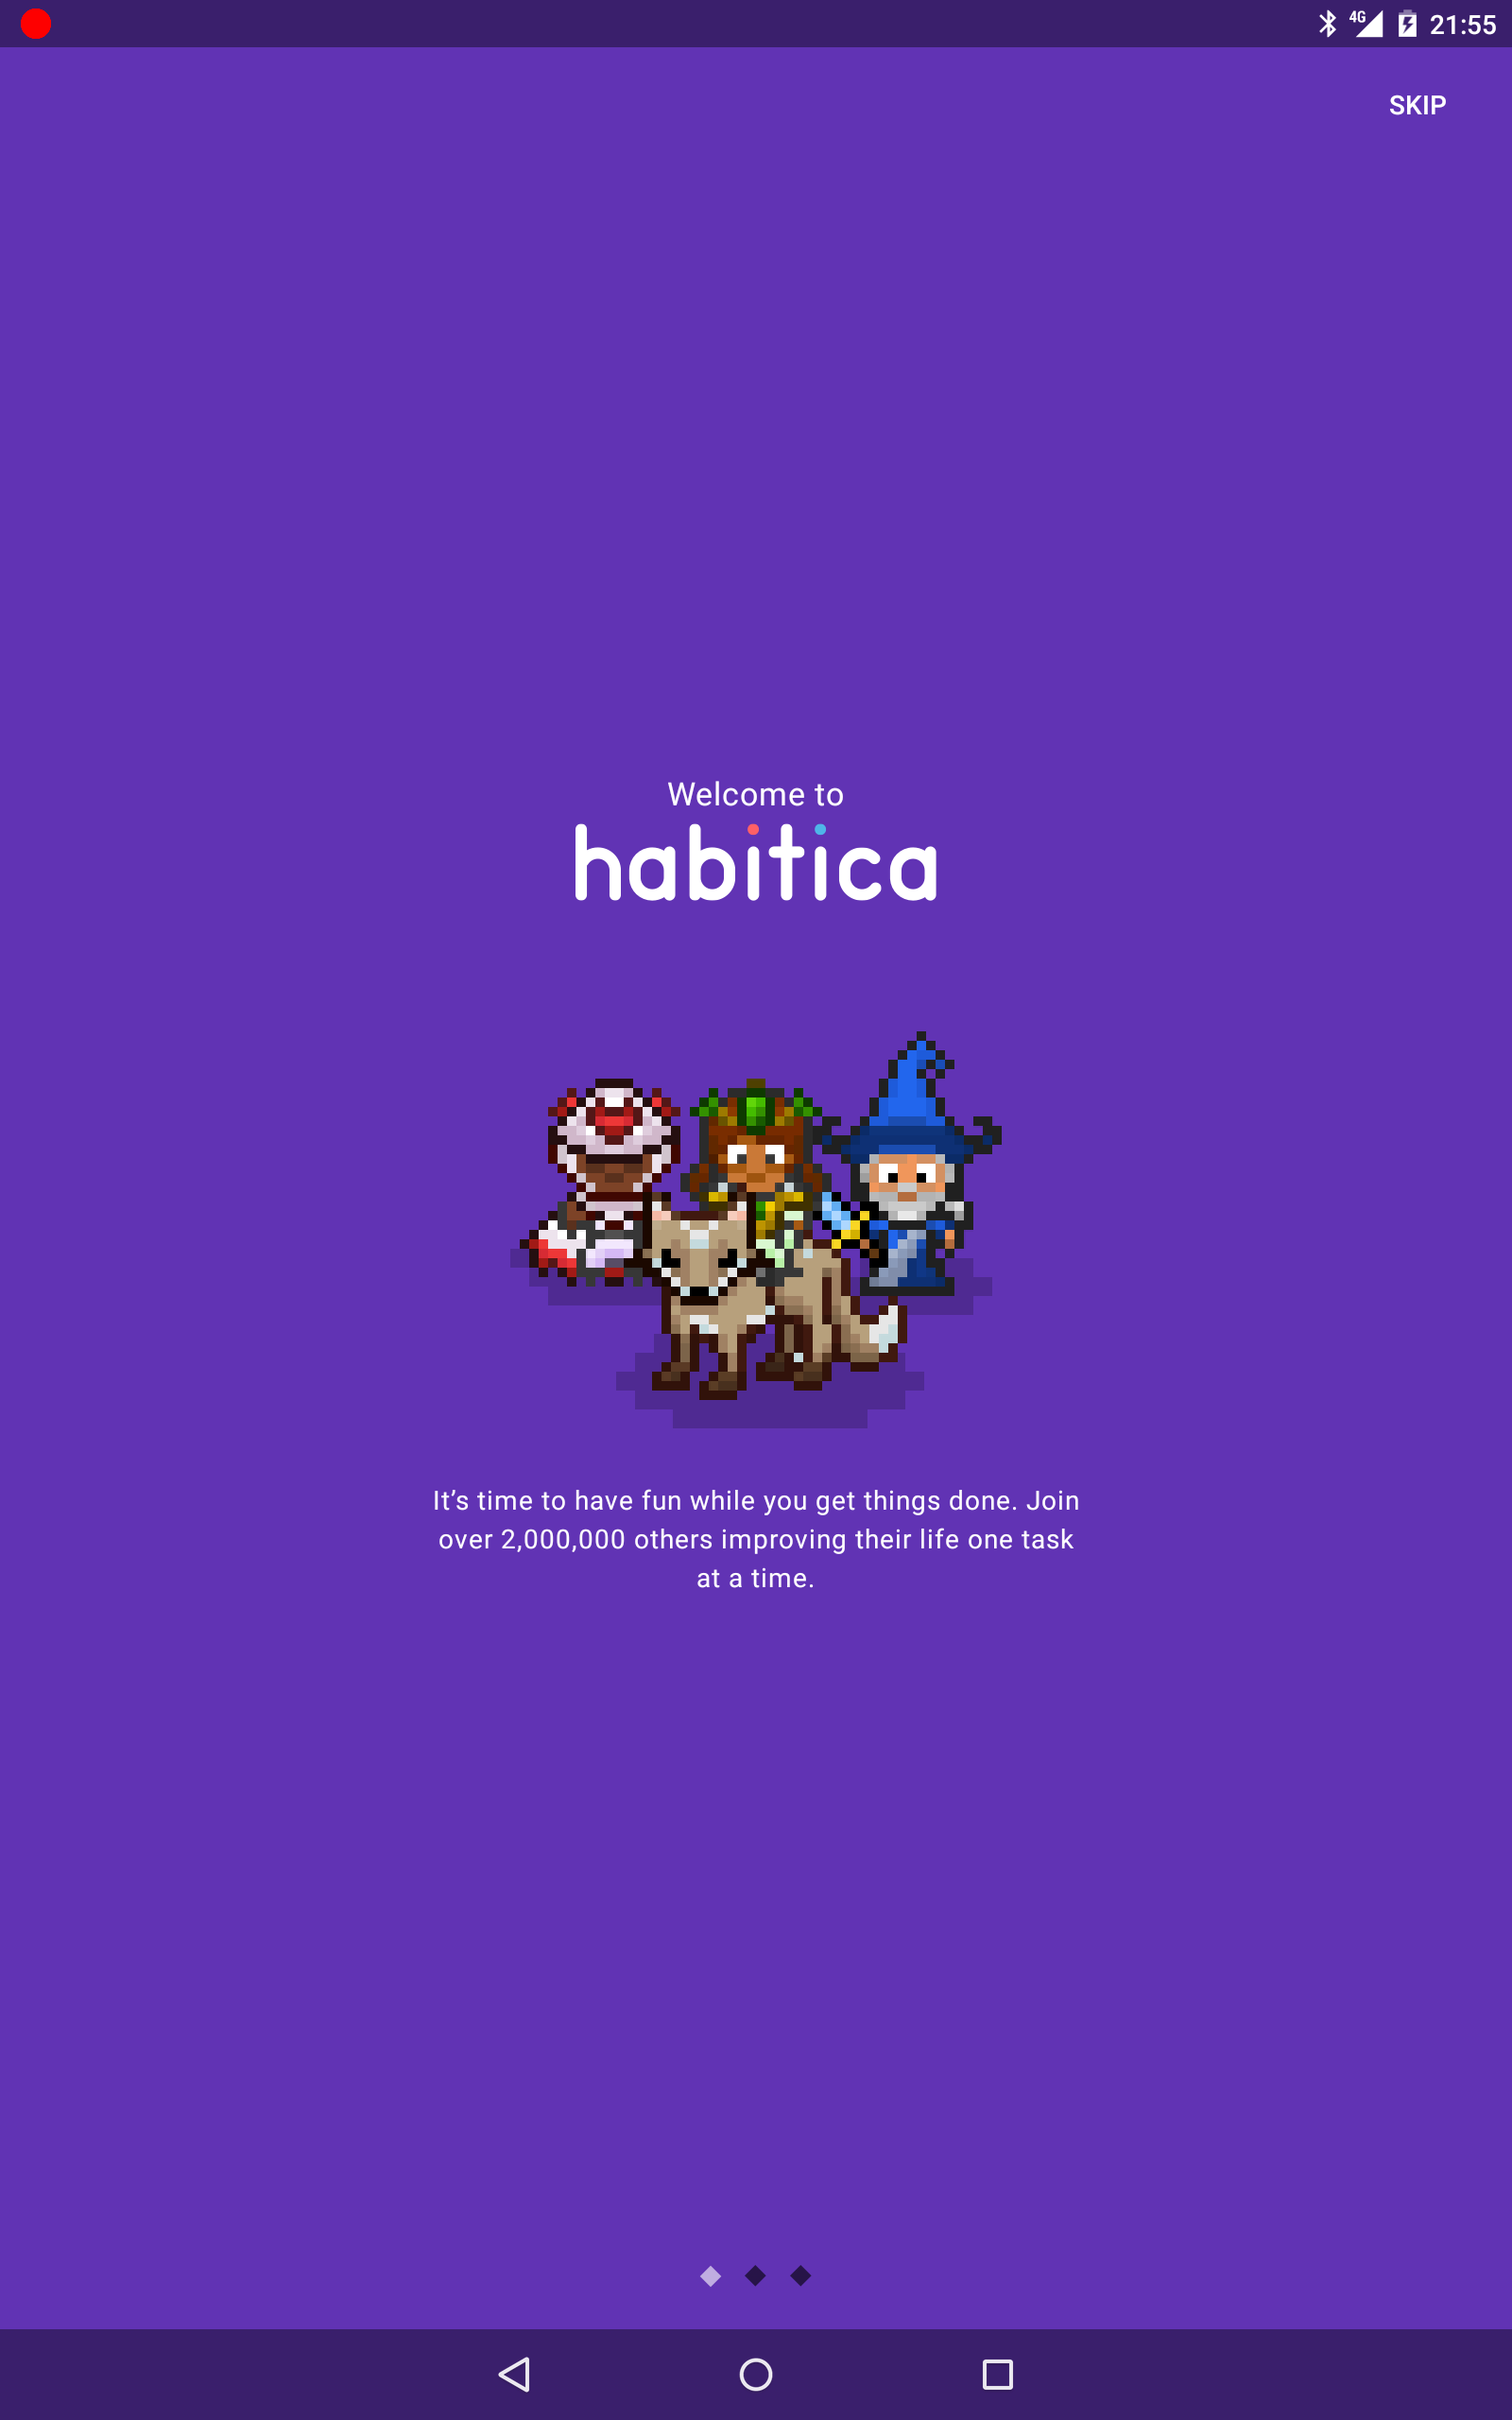 4G 21:55
SKIP
Welcome to
habitica
It’s time to have fun while you get things done. Join
over 2,000,000 others improving their life one task
at a time.